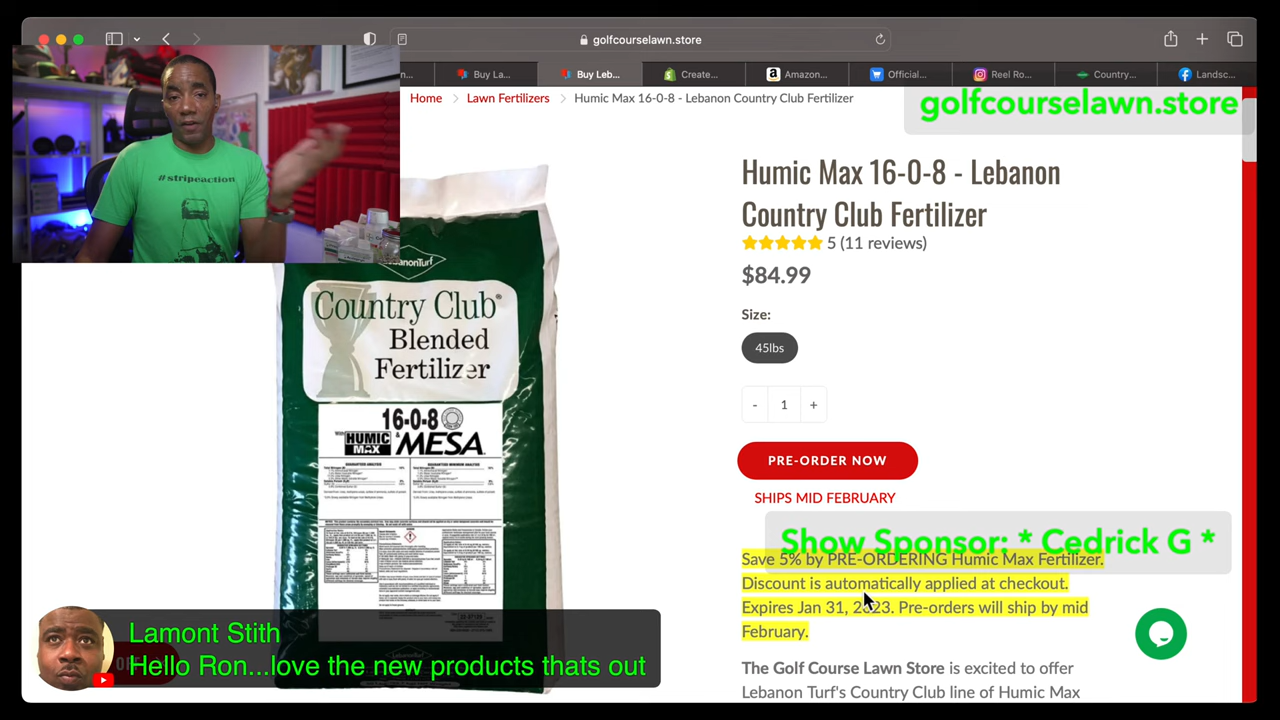 golfcourselawn.store
n...
Buy La...
Buy Leb...
Create...
Amazon...
Official...
Reel Ro...
Country...
Landsc...
Home > Lawn Fertilizers > Humic Max 16-0-8 - Lebanon Country Club Fertilizer
golfcourselawn.store
#stripeaction
Humic Max 16-0-8 - Lebanon
Country Club Fertilizer
5 (11 reviews)
$84.99
Size:
45lbs
- 1 +
PRE-ORDER NOW
SHIPS MID FEBRUARY
LebanonTurf
Country Club®
Blended
Fertilizer
16-0-8
HUMIC MAX & MESA
show sponsor: * Cedrick G *
5% Humic Max Fertilizer
Discount is automatically applied at checkout.
Expires Jan 31, 2023. Pre-orders will ship by mid
February.
The Golf Course Lawn Store is excited to offer
Lebanon Turf's Country Club line of Humic Max
Lamont Stith
Hello Ron...love the new products thats out